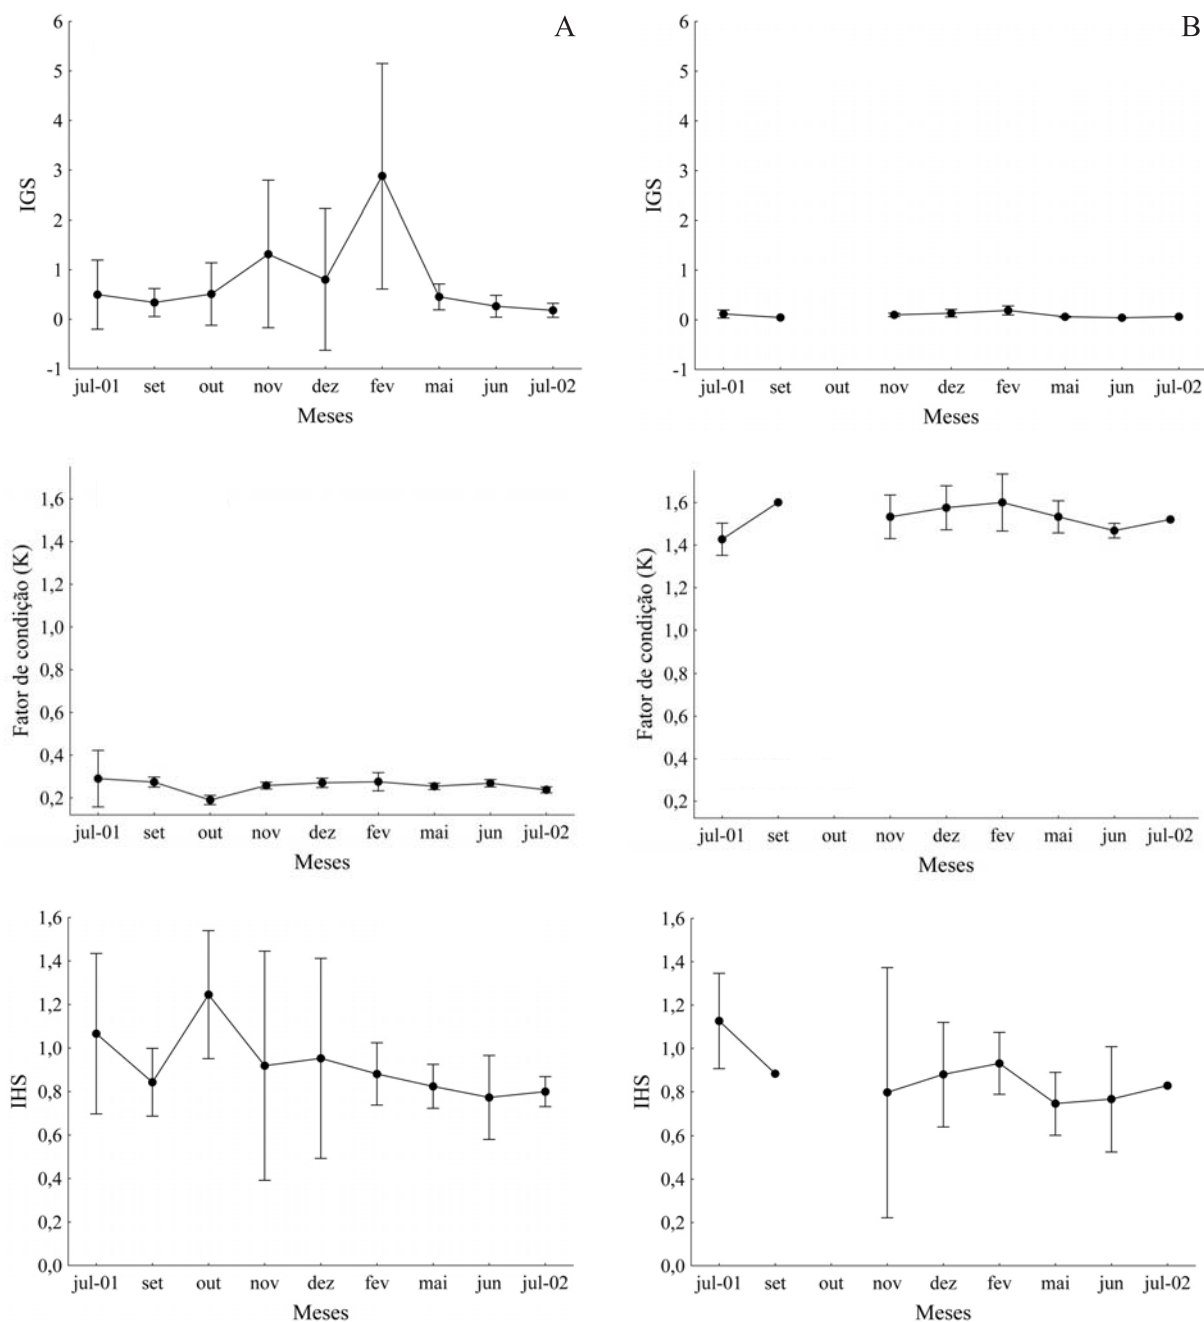 A
6
5
4
3
2
1
0
-1
IGS
jul-01 set out nov dez fev mai jun jul-02
Meses
B
6
5
4
3
2
1
0
-1
IGS
jul-01 set out nov dez fev mai jun jul-02
Meses
1,6
1,4
1,2
1,0
0,8
0,6
0,4
0,2
Fator de condição (K)
jul-01 set out nov dez fev mai jun jul-02
Meses
1,6
1,4
1,2
1,0
0,8
0,6
0,4
0,2
Fator de condição (K)
jul-01 set out nov dez fev mai jun jul-02
Meses
1,6
1,4
1,2
1,0
0,8
0,6
0,4
0,2
0,0
IHS
jul-01 set out nov dez fev mai jun jul-02
Meses
1,6
1,4
1,2
1,0
0,8
0,6
0,4
0,2
0,0
IHS
jul-01 set out nov dez fev mai jun jul-02
Meses